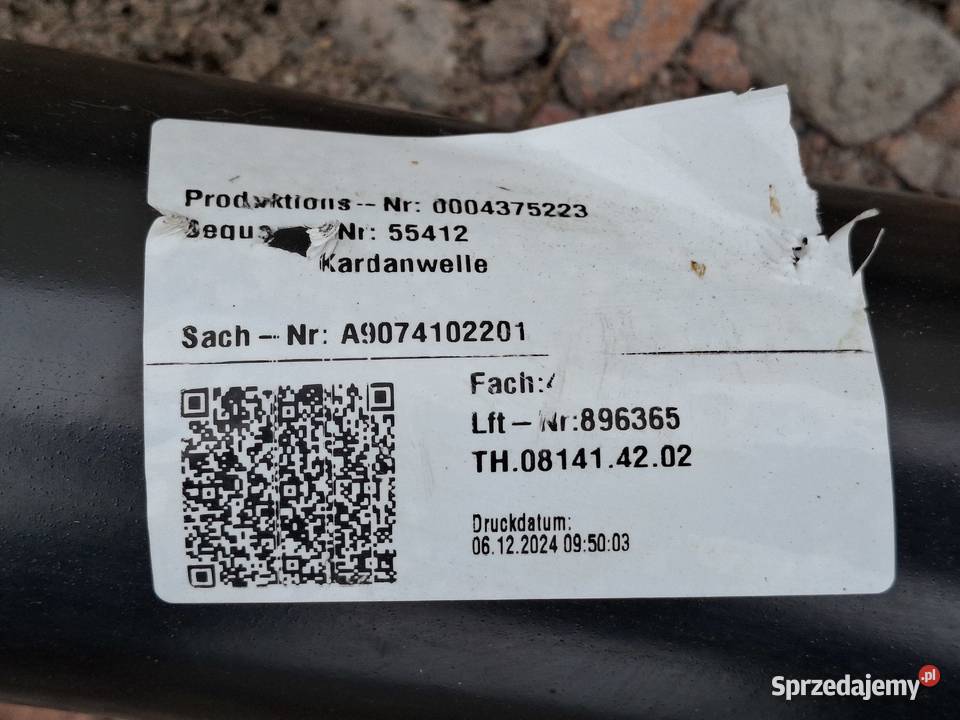 Produktions-Nr: 0004375223
Nr: 55412
Kardanwelle
Sach-Nr: A9074102201
Fach:
Lft-Nr:896365
TH.08141.42.02
Druckdatum:
06.12.2024 09:50:03
Sprzedajemy.pl